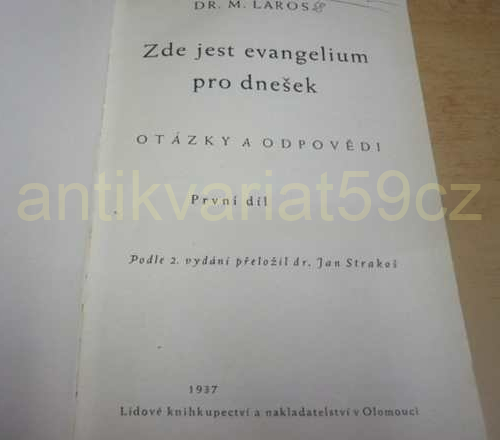 DR. M. LAROS
Zde jest evangelium
pro dnešek
OTÁZKY A ODPOVĚDI
antikvariat59cz
První díl
Podle 2. vydání přeložil dr. Jan Strakoš
1937
Lidové knihkupectví a nakladatelství v Olomouci